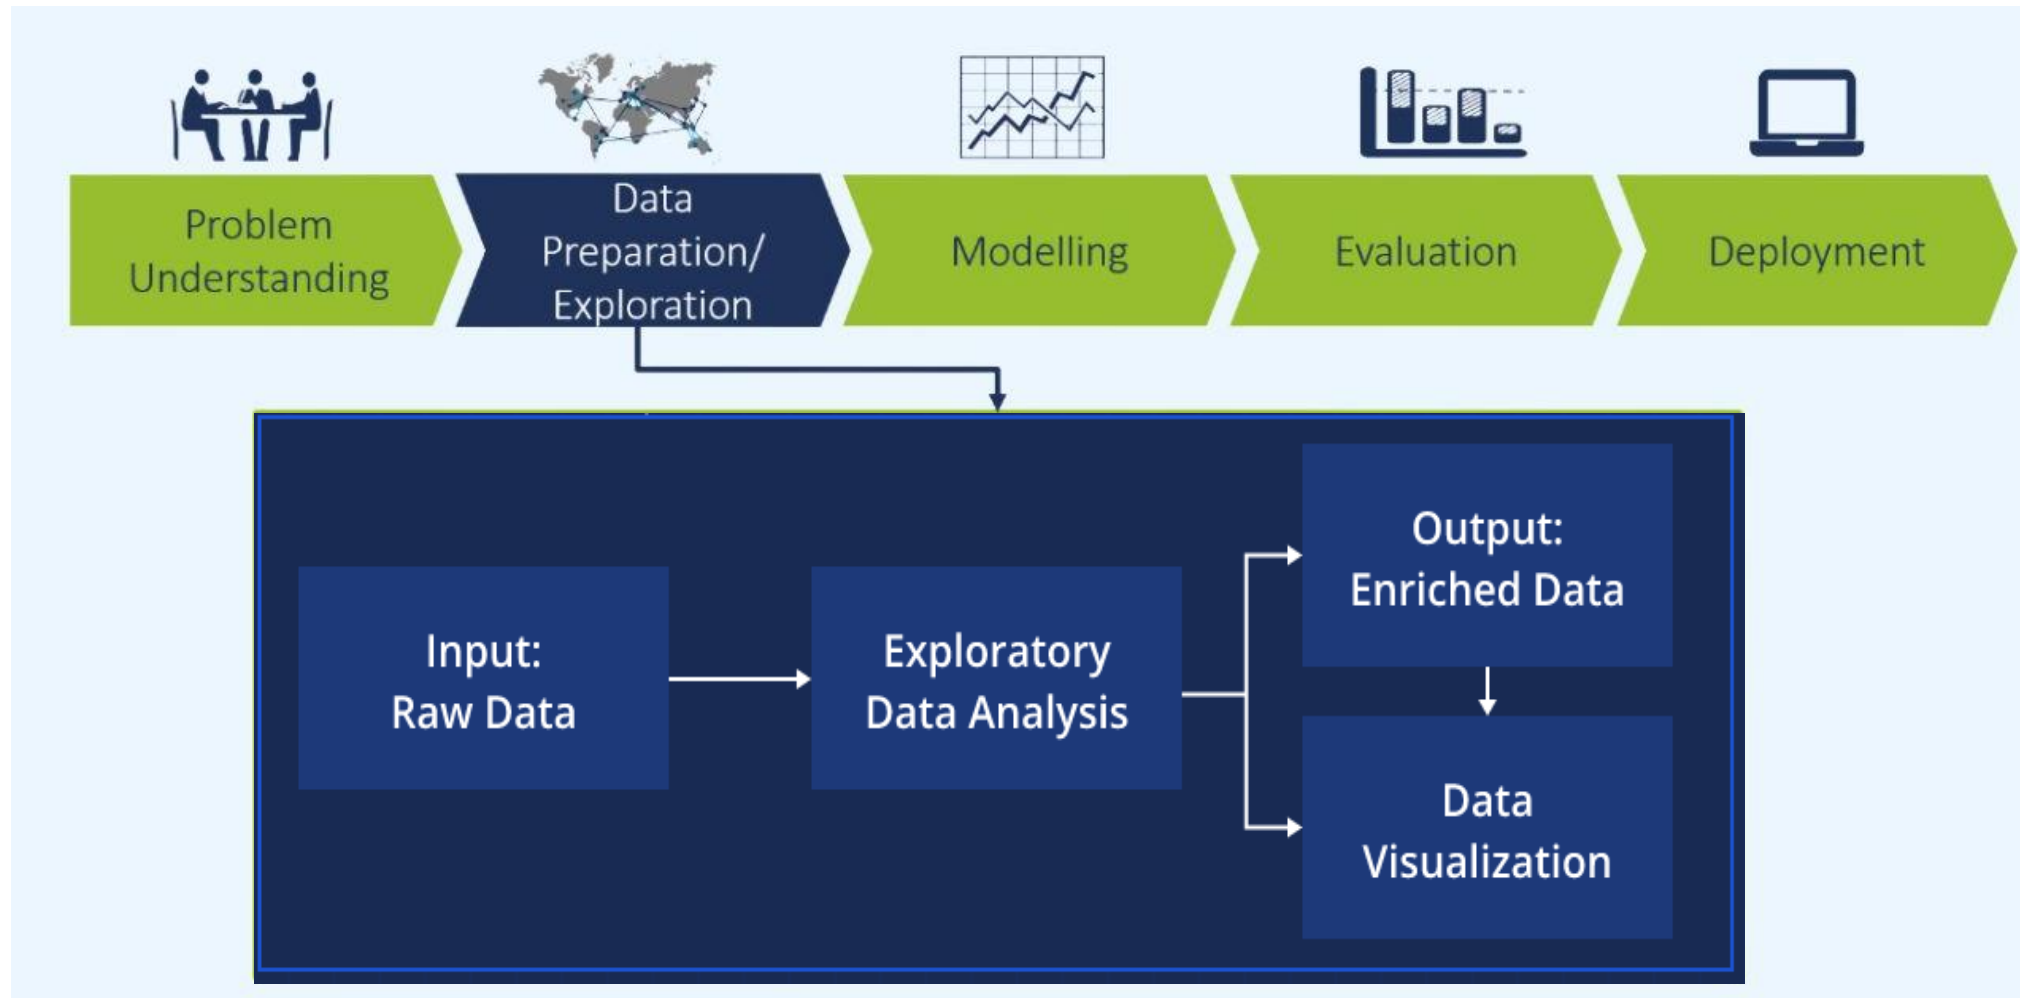 Problem
Understanding
Data
Preparation/
Exploration
Modelling
Evaluation
Deployment
Input:
Raw Data
Exploratory
Data Analysis
Output:
Enriched Data
Data
Visualization